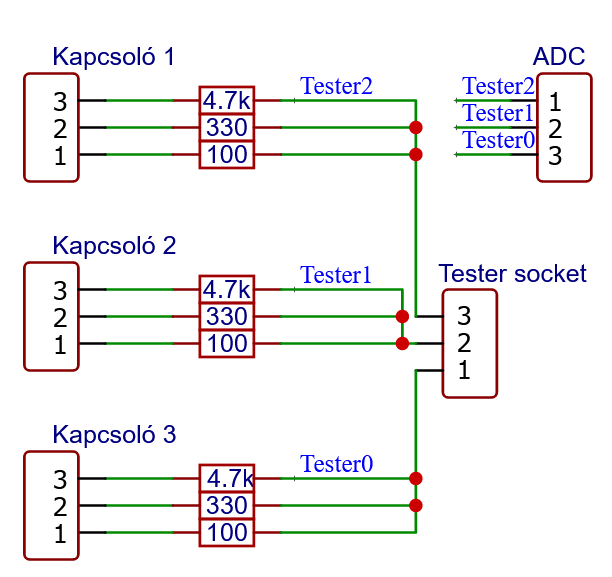 Kapcsoló 1
ADC
3 4.7k Tester2
2 330
1 100
Tester2 1
Tester1 2
Tester0 3
Kapcsoló 2
3 4.7k Tester1
2 330
1 100
Tester socket
3
2
1
Kapcsoló 3
3 4.7k Tester0
2 330
1 100